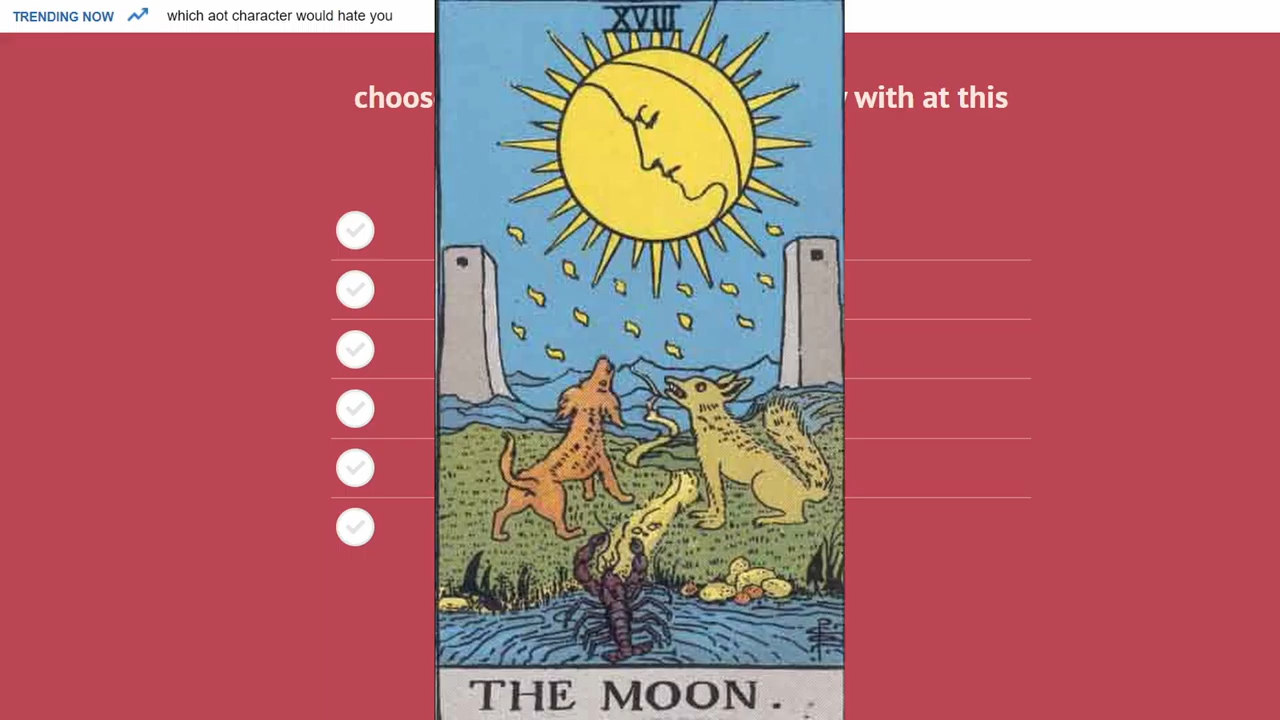 TRENDING NOW which aot character would hate you
XVIII
choos with at this
THE MOON.